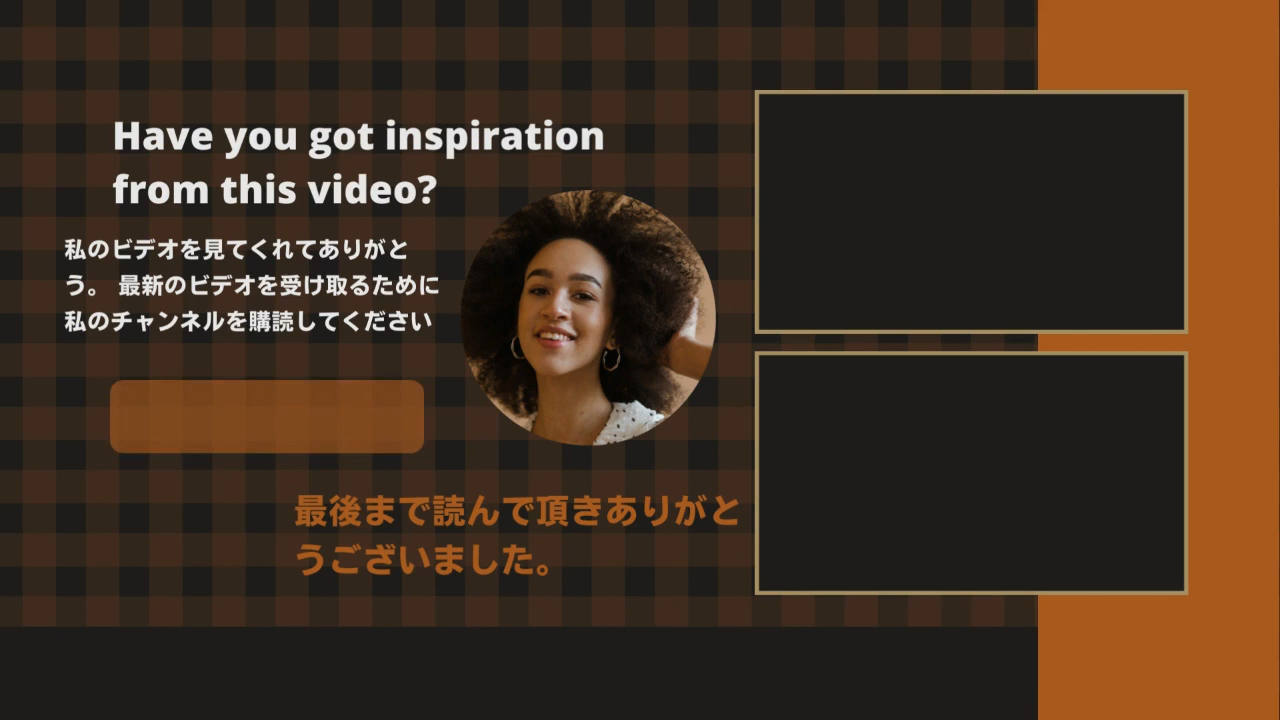 Have you got inspiration
from this video?
私のビデオを見てくれてありがと
う。 最新のビデオを受け取るために
私のチャンネルを購読してください
最後まで読んで頂きありがと
うございました。